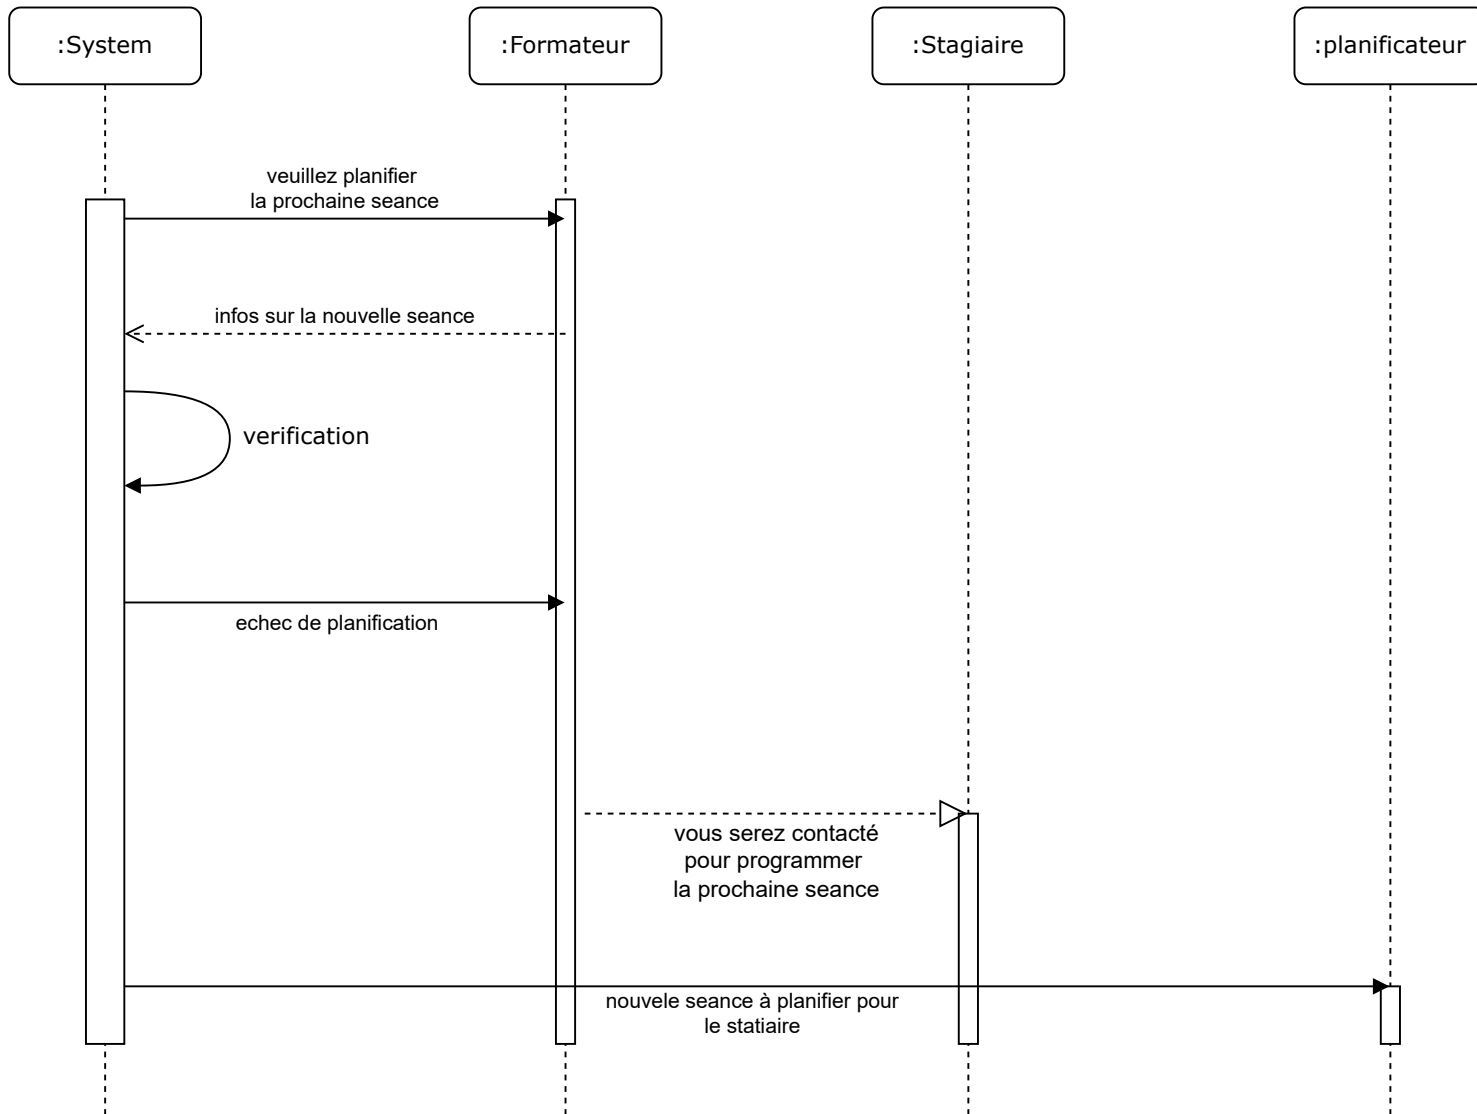 :System
:Formateur
:Stagiaire
:planificateur
veuillez planifier
la prochaine seance
infos sur la nouvelle seance
verification
echec de planification
vous serez contacté
pour programmer
la prochaine seance
nouvele seance à planifier pour
le statiaire